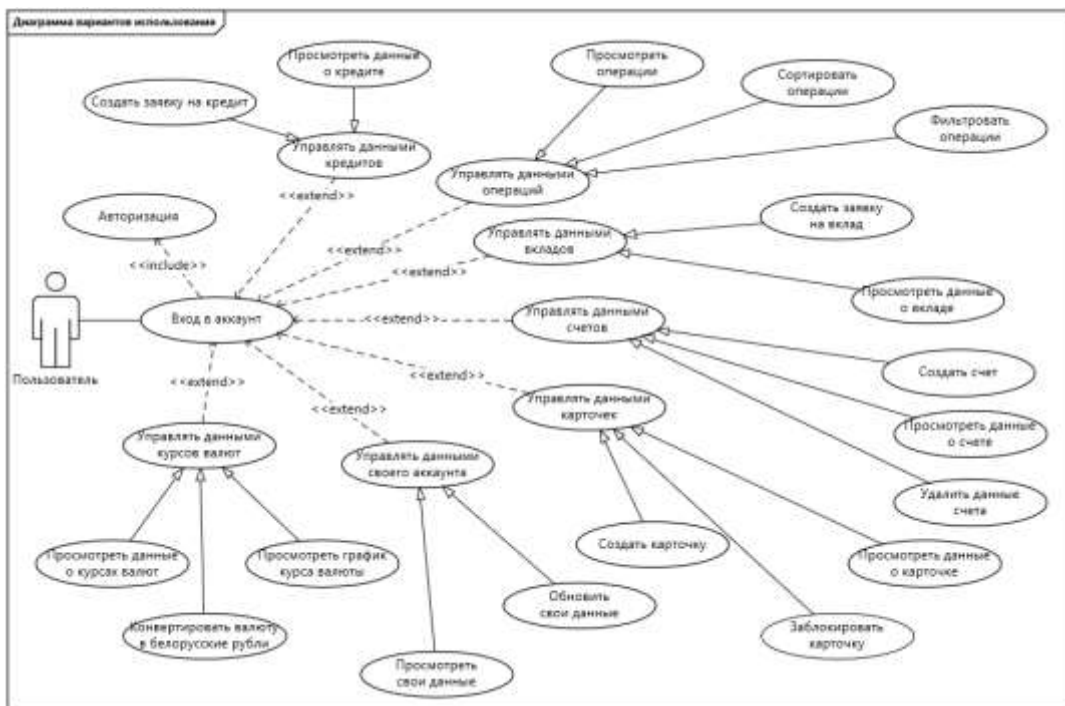 Диаграмма вариантов использование
Просмотреть данные
о кредите
Просмотреть
операции
Сортировать
операции
Создать заявку на кредит
Фильтровать
операции
Управлять данными
кредитов
Управлять данными
операций
<<extend>>
Авторизация
Создать заявку
на вклад
Управлять данными
вкладов
<<extend>>
<<include>>
<<extend>>
Просмотреть данные
о вкладе
Вход в аккаунт
<<extend>>
Управлять данными
счетов
Пользователь
<<extend>>
<<extend>>
Создать счет
<<extend>>
Управлять данными
карточек
Просмотреть данные
о счете
Управлять данными
курсов валют
Управлять данными
своего аккаунта
Удалить данные
счета
Создать карточку
Просмотреть данные
о курсах валют
Просмотреть график
курса валюты
Просмотреть данные
о карточке
Обновить
свои данные
Конвертировать валюту
в белорусские рубли
Заблокировать
карточку
Просмотреть
свои данные